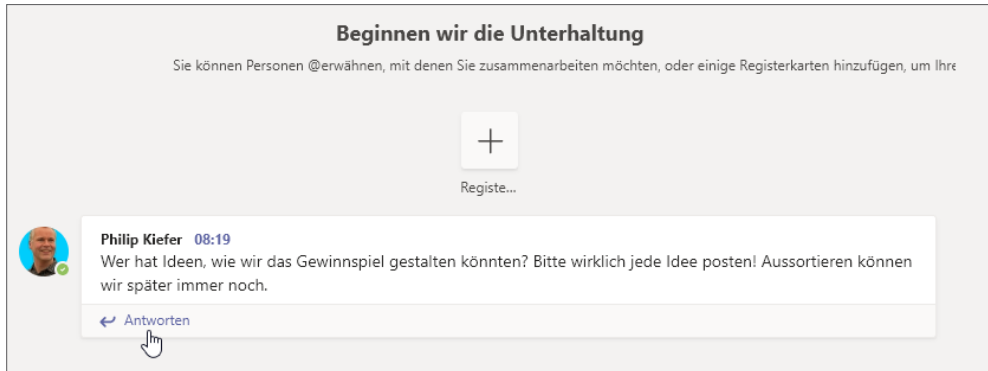 Beginnen wir die Unterhaltung
Sie können Personen @erwähnen, mit denen Sie zusammenarbeiten möchten, oder einige Registerkarten hinzufügen, um Ihre
Registe...
Philip Kiefer 08:19
Wer hat Ideen, wie wir das Gewinnspiel gestalten könnten? Bitte wirklich jede Idee posten! Aussortieren können
wir später immer noch.
Antworten